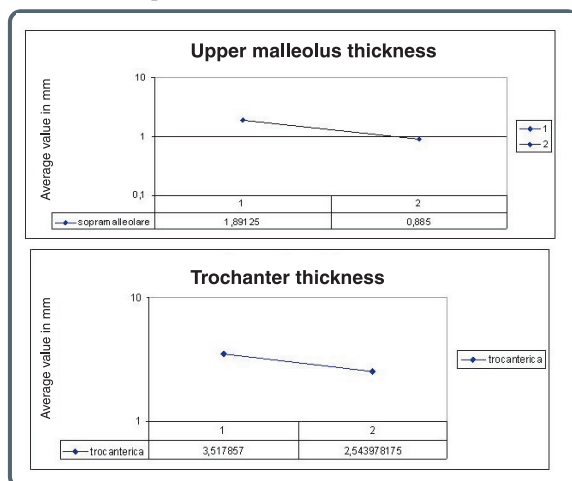 Upper malleolus thickness
Average value in mm
10
1
0,1
1 2
sopramalleolare 1,89125 0,885
1
2
Trochanter thickness
Average value in mm
10
1
1 2
trocanterica 3,517857 2,543978175
trocanterica